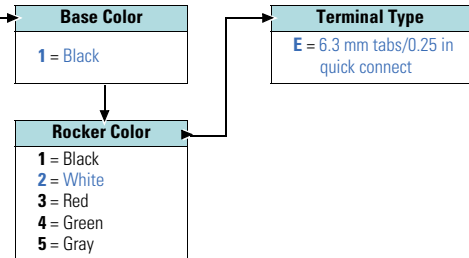 Base Color
1 = Black
Rocker Color
1 = Black
2 = White
3 = Red
4 = Green
5 = Gray
Terminal Type
E = 6.3 mm tabs/0.25 in
quick connect